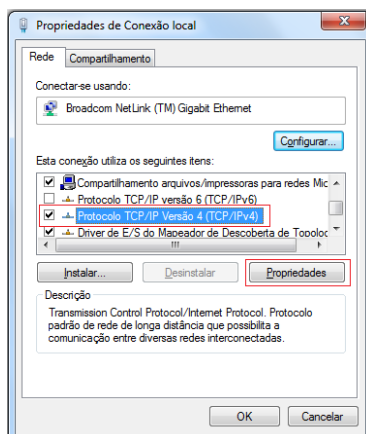 Propriedades de Conexão local
Rede
Compartilhamento
Conectar-se usando:
Broadcom NetLink (TM) Gigabit Ethernet
Configurar...
Esta conexão utiliza os seguintes itens:
Compartilhamento arquivos/impressoras para redes Mic
Protocolo TCP/IP versão 6 (TCP/IPv6)
Protocolo TCP/IP Versão 4 (TCP/IPv4)
Driver de E/S do Mapeador de Descoberta de Topoloc
Instalar...
Desinstalar
Propriedades
Descrição
Transmission Control Protocol/Internet Protocol. Protocolo
padrão de rede de longa distância que possibilita a
comunicação entre diversas redes interconectadas.
OK
Cancelar